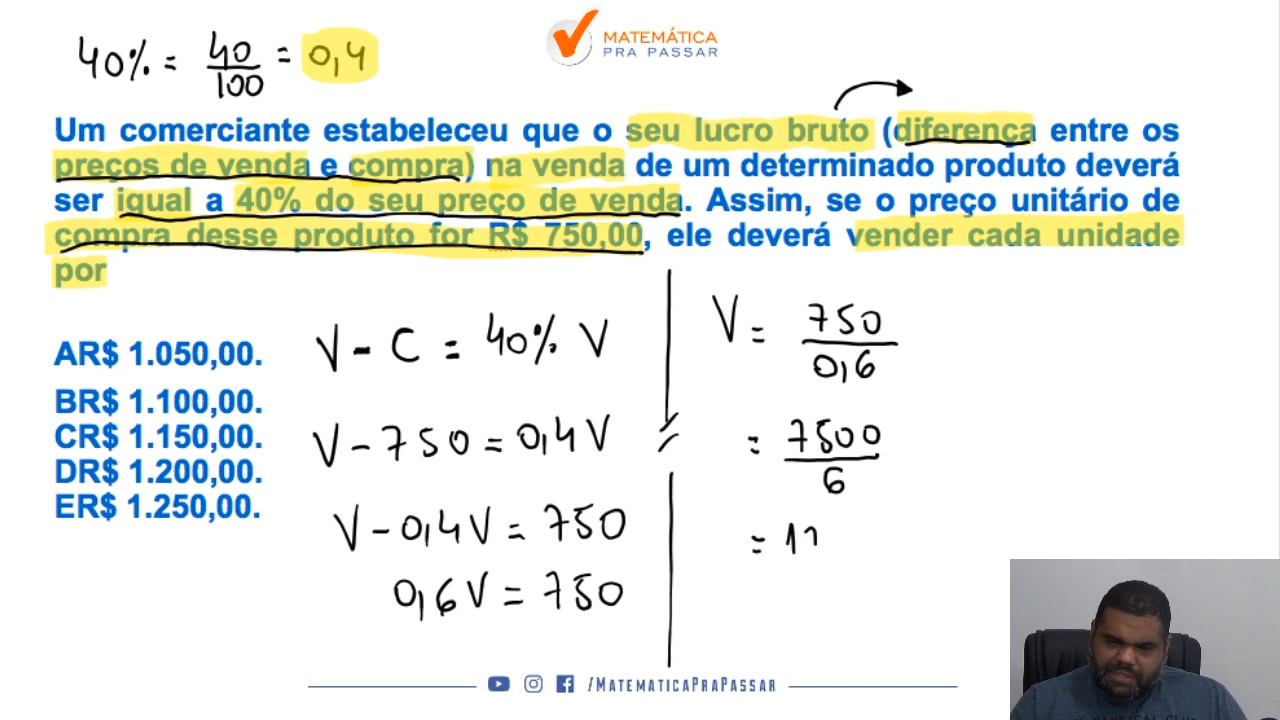 40% = 40/100 = 0,4
MATEMÁTICA
PRA PASSAR
Um comerciante estabeleceu que o seu lucro bruto (diferença entre os
preços de venda e compra) na venda de um determinado produto deverá
ser igual a 40% do seu preço de venda. Assim, se o preço unitário de
compra desse produto for R$ 750,00, ele deverá vender cada unidade
por
AR$ 1.050,00.
BR$ 1.100,00.
CR$ 1.150,00.
DR$ 1.200,00.
ER$ 1.250,00.
V - C = 40% V
V - 750 = 0,4V
V - 0,4V = 750
0,6V = 750
V = 750/0,6
= 7500/6
= 12
/MATEMATICAPRAPASSAR